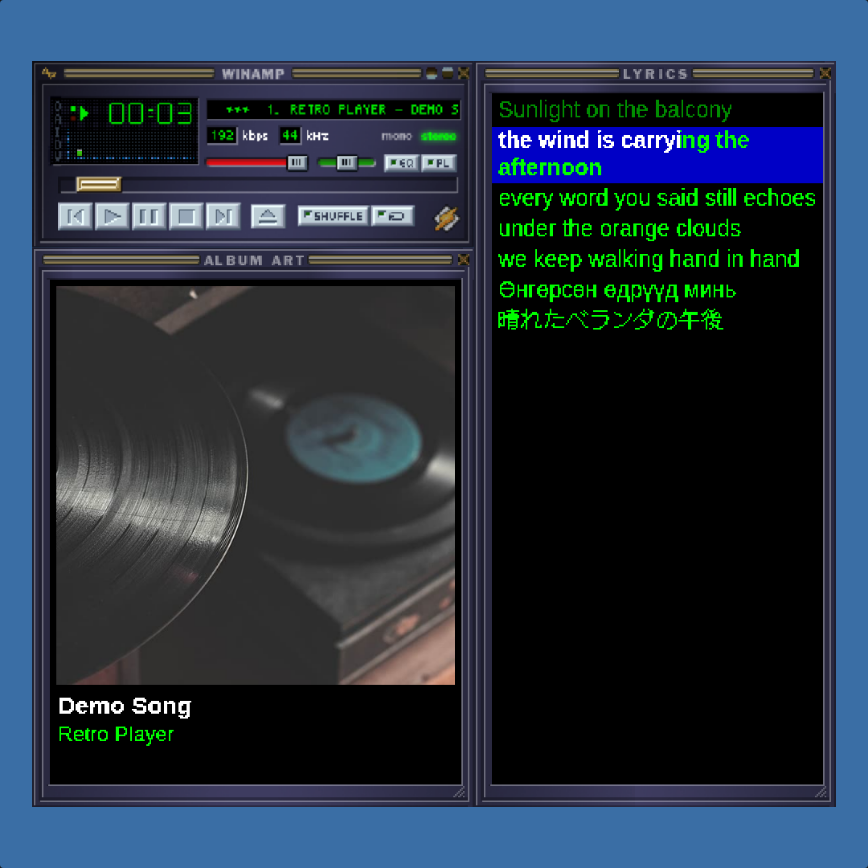 WINAMP
00:03
*** 1. RETRO PLAYER - DEMO S
192 kbps 44 kHz mono stereo
EQ PL
SHUFFLE
ALBUM ART
Demo Song
Retro Player
LYRICS
Sunlight on the balcony
the wind is carrying the
afternoon
every word you said still echoes
under the orange clouds
we keep walking hand in hand
Өнгөрсөн өдрүүд минь
晴れたベランダの午後